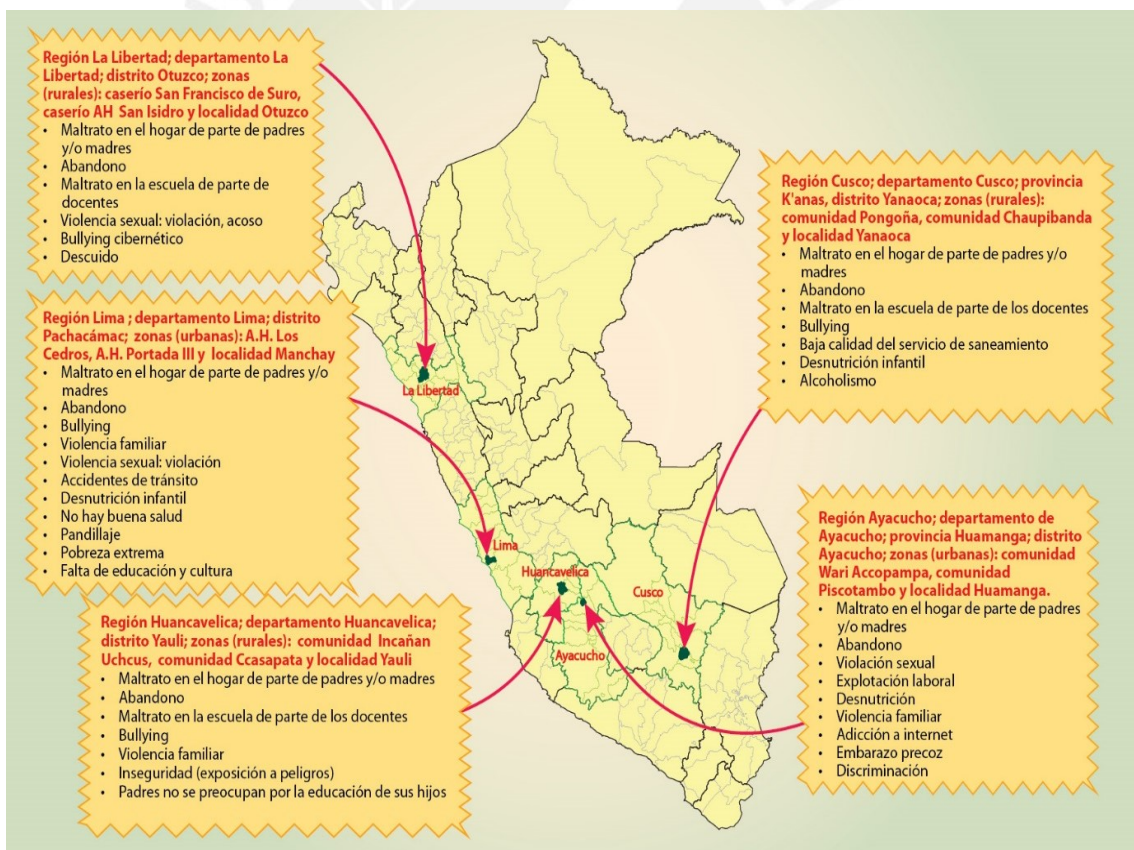 Región La Libertad; departamento La
Libertad; distrito Otuzco; zonas
(rurales): caserío San Francisco de Suro,
caserío AH San Isidro y localidad Otuzco
• Maltrato en el hogar de parte de padres
y/o madres
• Abandono
• Maltrato en la escuela de parte de
docentes
• Violencia sexual: violación, acoso
• Bullying cibernético
• Descuido
Región Lima ; departamento Lima; distrito
Pachacámac; zonas (urbanas): A.H. Los
Cedros, A.H. Portada III y localidad Manchay
• Maltrato en el hogar de parte de padres y/o
madres
• Abandono
• Bullying
• Violencia familiar
• Violencia sexual: violación
• Accidentes de tránsito
• Desnutrición infantil
• No hay buena salud
• Pandillaje
• Pobreza extrema
• Falta de educación y cultura
Región Huancavelica; departamento Huancavelica;
distrito Yauli; zonas (rurales): comunidad Incañan
Uchcus, comunidad Ccasapata y localidad Yauli
• Maltrato en el hogar de parte de padres y/o madres
• Abandono
• Maltrato en la escuela de parte de los docentes
• Bullying
• Violencia familiar
• Inseguridad (exposición a peligros)
• Padres no se preocupan por la educación de sus hijos
La Libertad
Lima
Huancavelica
Cusco
Ayacucho
Región Cusco; departamento Cusco; provincia
K'anas, distrito Yanaoca; zonas (rurales):
comunidad Pongoña, comunidad Chaupibanda
y localidad Yanaoca
• Maltrato en el hogar de parte de padres y/o
madres
• Abandono
• Maltrato en la escuela de parte de los docentes
• Bullying
• Baja calidad del servicio de saneamiento
• Desnutrición infantil
• Alcoholismo
Región Ayacucho; departamento de
Ayacucho; provincia Huamanga; distrito
Ayacucho; zonas (urbanas): comunidad
Wari Accopampa, comunidad
Piscotambo y localidad Huamanga.
• Maltrato en el hogar de parte de padres
y/o madres
• Abandono
• Violación sexual
• Explotación laboral
• Desnutrición
• Violencia familiar
• Adicción a internet
• Embarazo precoz
• Discriminación